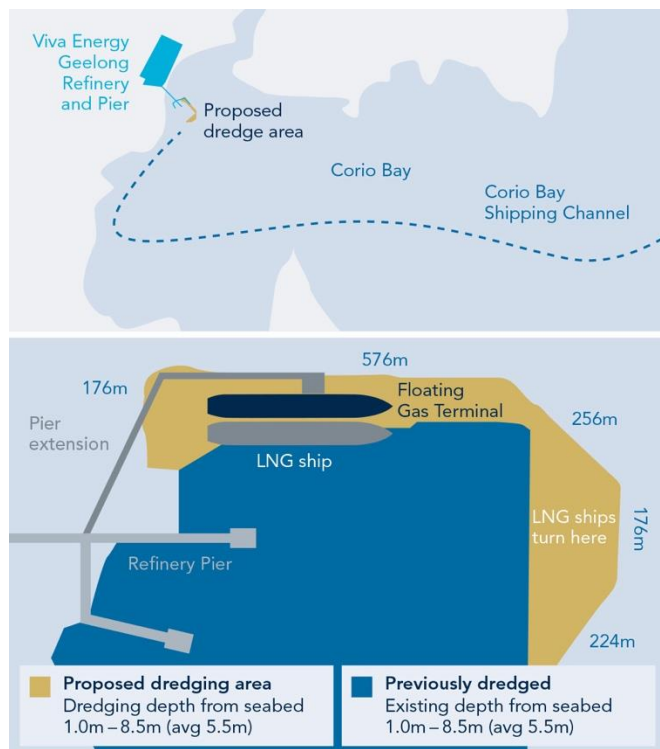 Viva Energy
Geelong
Refinery
and Pier
Proposed
dredge area
Corio Bay
Corio Bay
Shipping Channel
576m
176m
Floating
Gas Terminal
Pier
extension
256m
LNG ship
LNG ships
turn here
176m
Refinery Pier
224m
Proposed dredging area
Dredging depth from seabed
1.0m – 8.5m (avg 5.5m)
Previously dredged
Existing depth from seabed
1.0m – 8.5m (avg 5.5m)